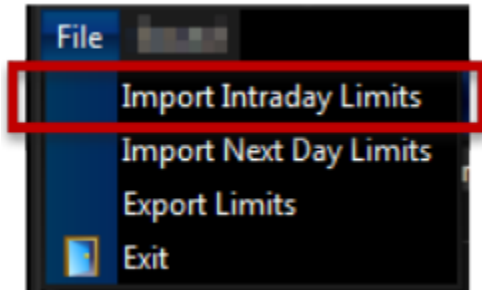 File
Import Intraday Limits
Import Next Day Limits
Export Limits
Exit